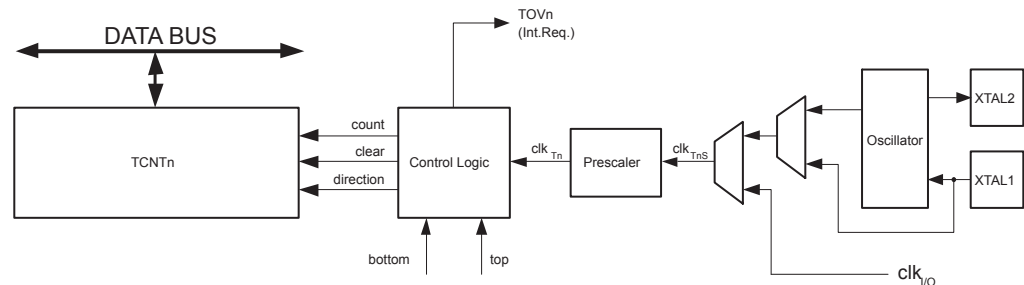 TOVn
(Int.Req.)
DATA BUS
TCNTn
count
clear
direction
Control Logic
clk Tn
Prescaler
clk TnS
Oscillator
XTAL2
XTAL1
bottom
top
clk I/O